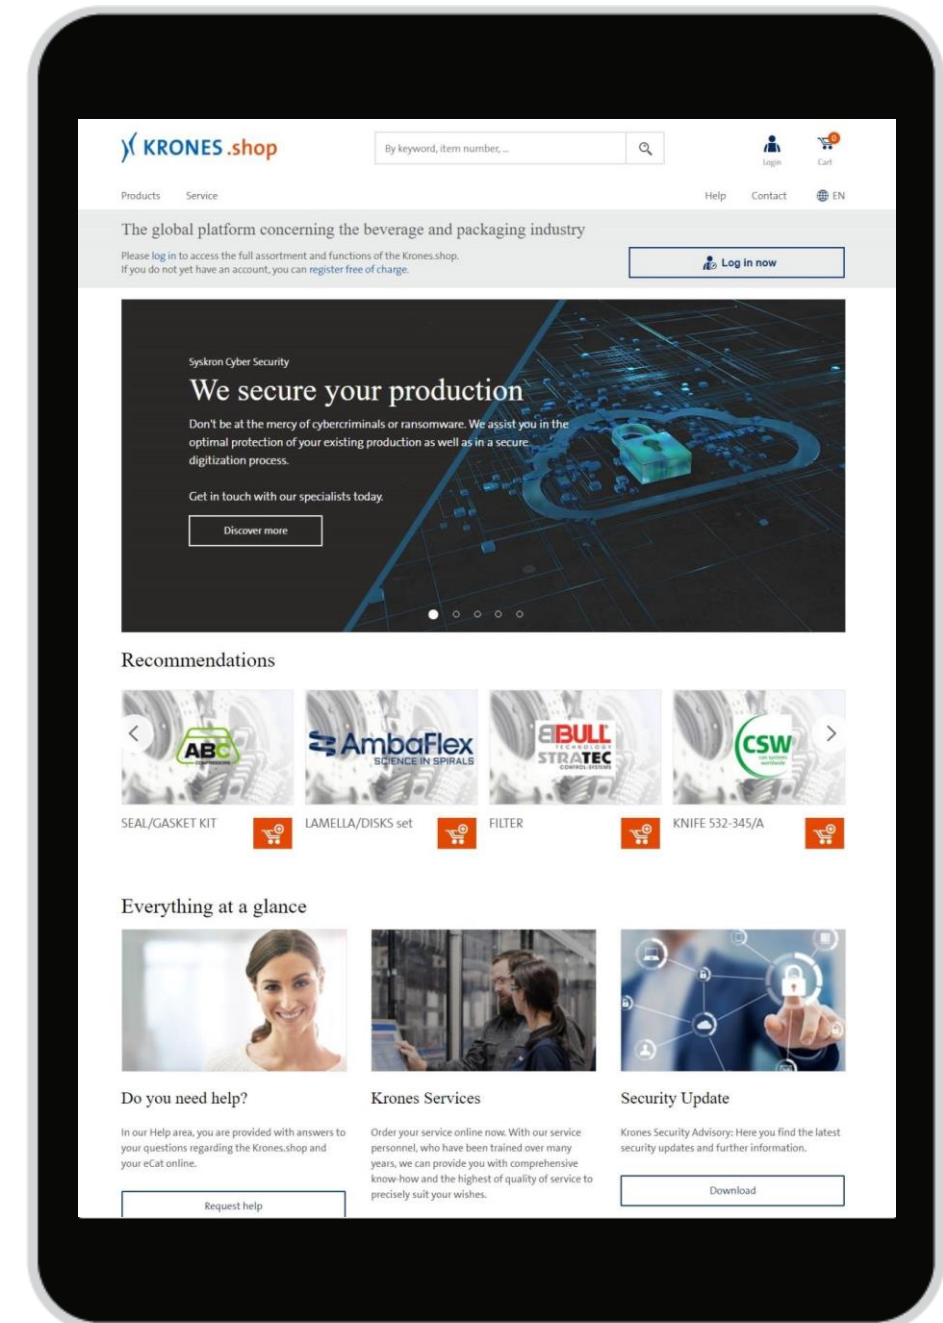 KRONES.shop
By keyword, item number, ...
Login
0
Cart
Products
Service
Help
Contact
EN
The global platform concerning the beverage and packaging industry
Please log in to access the full assortment and functions of the Krones.shop.
If you do not yet have an account, you can register free of charge.
Log in now
Syskron Cyber Security
We secure your production
Don't be at the mercy of cybercriminals or ransomware. We assist you in the
optimal protection of your existing production as well as in a secure
digitization process.
Get in touch with our specialists today.
Discover more
Recommendations
ABC
COMPRESSORS
AmbaFlex
SCIENCE IN SPIRALS
BBULL
TECHNOLOGY
STRATEC
CONTROL-SYSTEMS
CSW
can systems
worldwide
SEAL/GASKET KIT
LAMELLA/DISKS set
FILTER
KNIFE 532-345/A
Everything at a glance
Do you need help?
In our Help area, you are provided with answers to
your questions regarding the Krones.shop and
your eCat online.
Request help
Krones Services
Order your service online now. With our service
personnel, who have been trained over many
years, we can provide you with comprehensive
know-how and the highest of quality of service to
precisely suit your wishes.
Security Update
Krones Security Advisory: Here you find the latest
security updates and further information.
Download